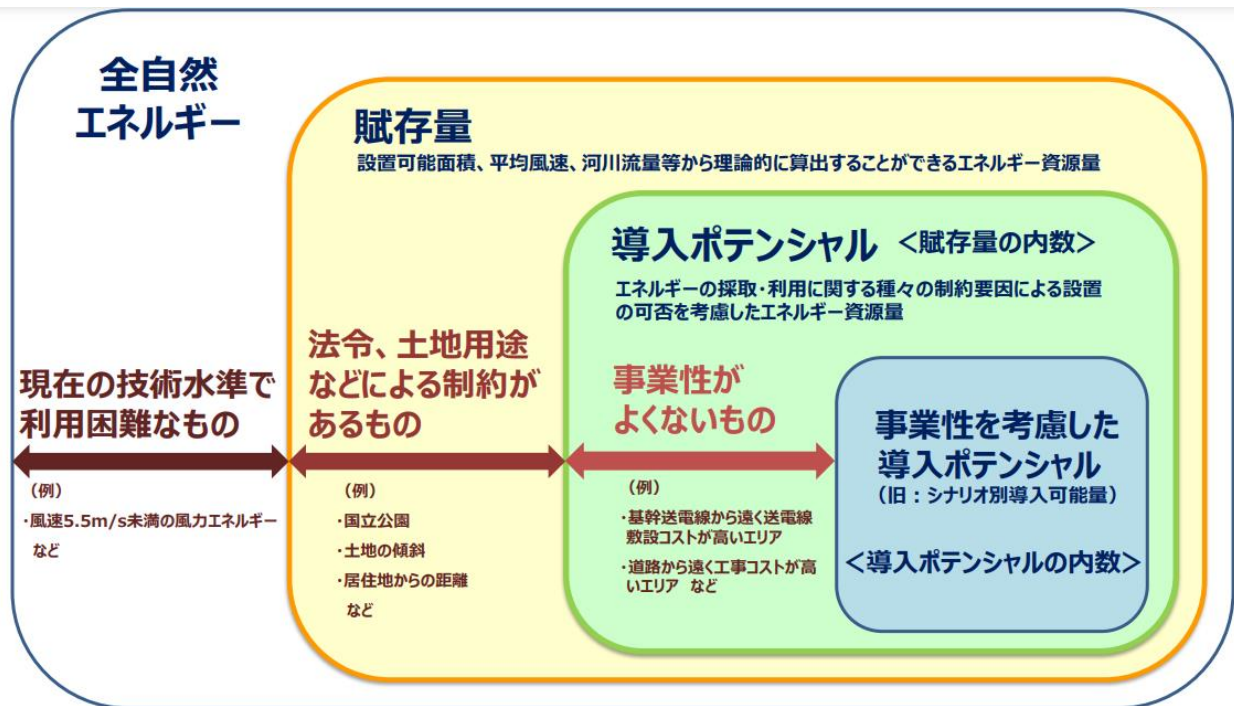 全自然
エネルギー
賦存量
設置可能面積、平均風速、河川流量等から理論的に算出することができるエネルギー資源量
導入ポテンシャル ＜賦存量の内数＞
エネルギーの採取・利用に関する種々の制約要因による設置
の可否を考慮したエネルギー資源量
現在の技術水準で
利用困難なもの
（例）
・風速5.5m/s未満の風力エネルギー
など
法令、土地用途
などによる制約が
あるもの
（例）
・国立公園
・土地の傾斜
・居住地からの距離
など
事業性が
よくないもの
（例）
・基幹送電線から遠く送電線
敷設コストが高いエリア
・道路から遠く工事コストが高
いエリア など
事業性を考慮した
導入ポテンシャル
（旧：シナリオ別導入可能量）
＜導入ポテンシャルの内数＞